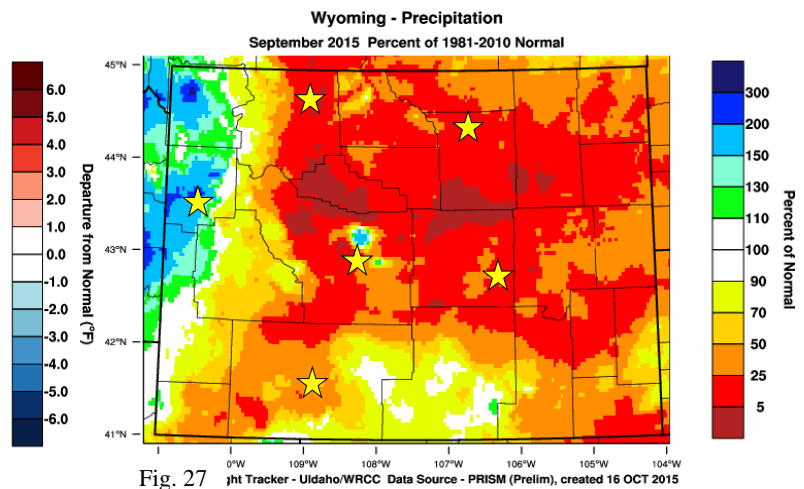 Wyoming - Precipitation
September 2015 Percent of 1981-2010 Normal
6.0
5.0
4.0
3.0
2.0
1.0
0.0
-1.0
-2.0
-3.0
-4.0
-5.0
-6.0
Departure from Normal (°F)
45°N
44°N
43°N
42°N
41°N
300
200
150
130
110
100
90
70
50
25
5
Percent of Normal
0°W 109°W 108°W 107°W 106°W 105°W 104°W
Fig. 27 ght Tracker - UIdaho/WRCC Data Source - PRISM (Prelim), created 16 OCT 2015